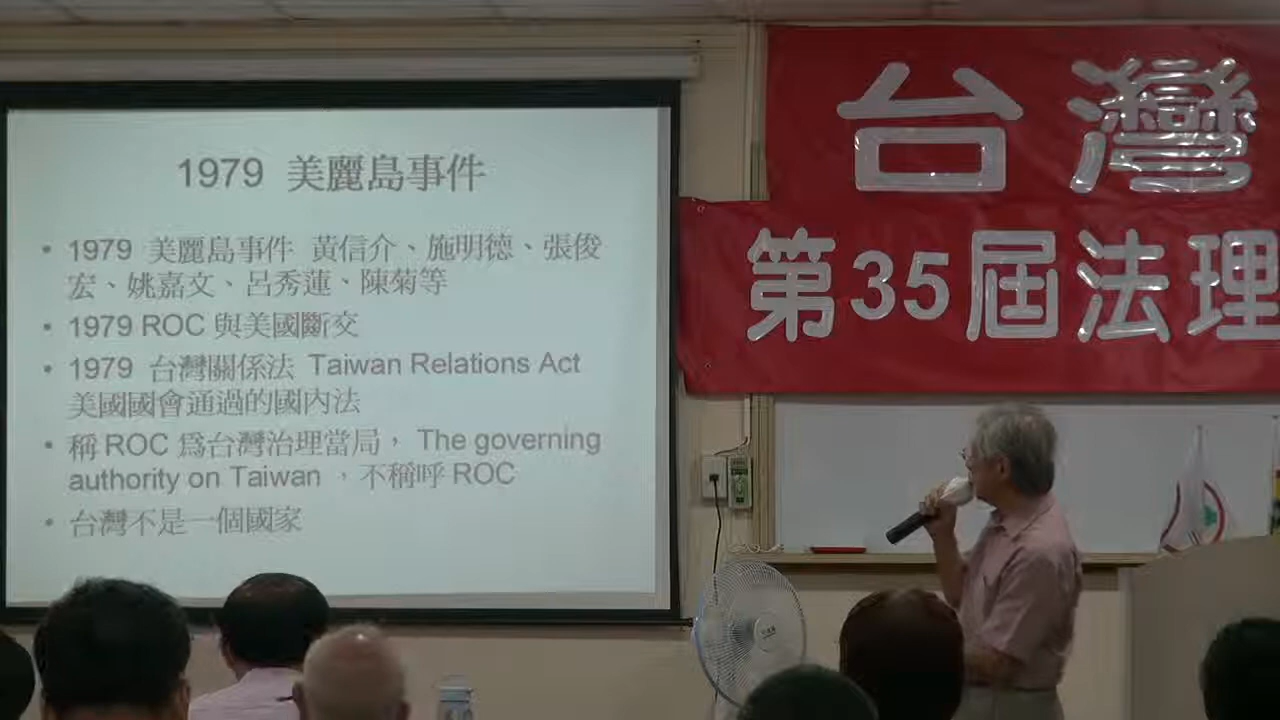 1979 美麗島事件
• 1979 美麗島事件 黃信介、施明德、張俊
宏、姚嘉文、呂秀蓮、陳菊等
• 1979 ROC 與美國斷交
• 1979 台灣關係法 Taiwan Relations Act
美國國會通過的國內法
• 稱 ROC 為台灣治理當局， The governing
authority on Taiwan ，不稱呼 ROC
• 台灣不是一個國家
台灣
第35屆法理